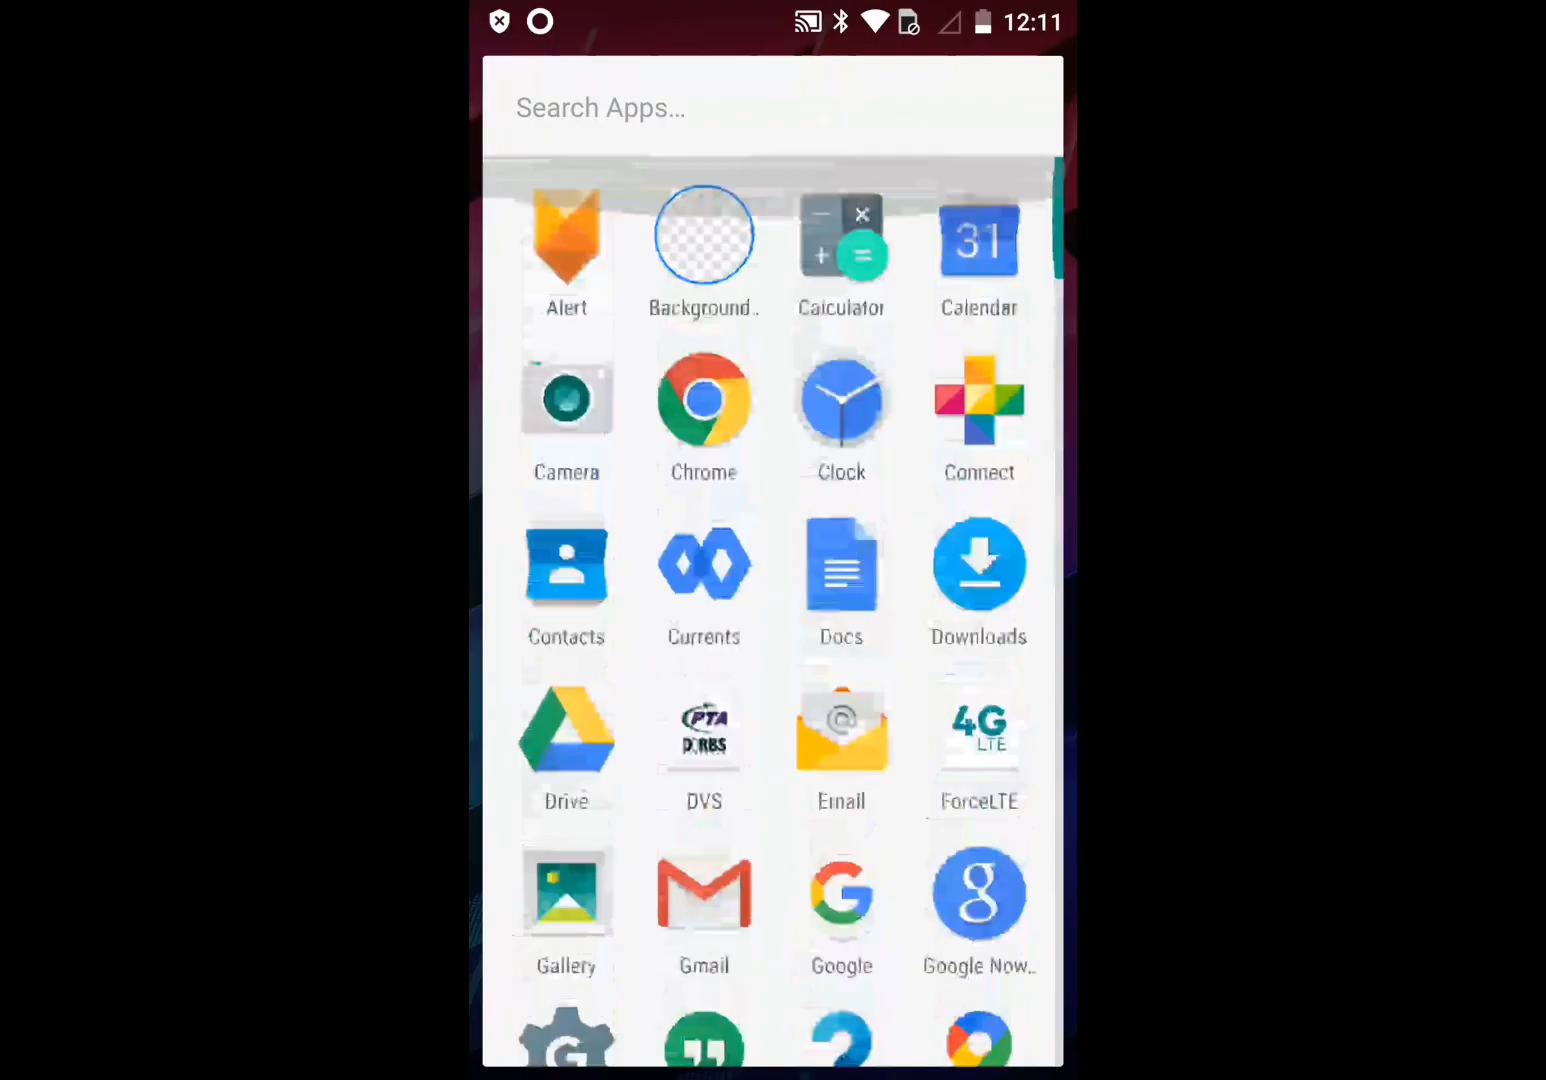 12:11
Search Apps…
31
Alert
Background..
Calculator
Calendar
Camera
Chrome
Clock
Connect
Contacts
Currents
Docs
Downloads
PTA
DIRBS
@
4G
LTE
Drive
DVS
Email
ForceLTE
G
g
Gallery
Gmail
Google
Google Now..
G